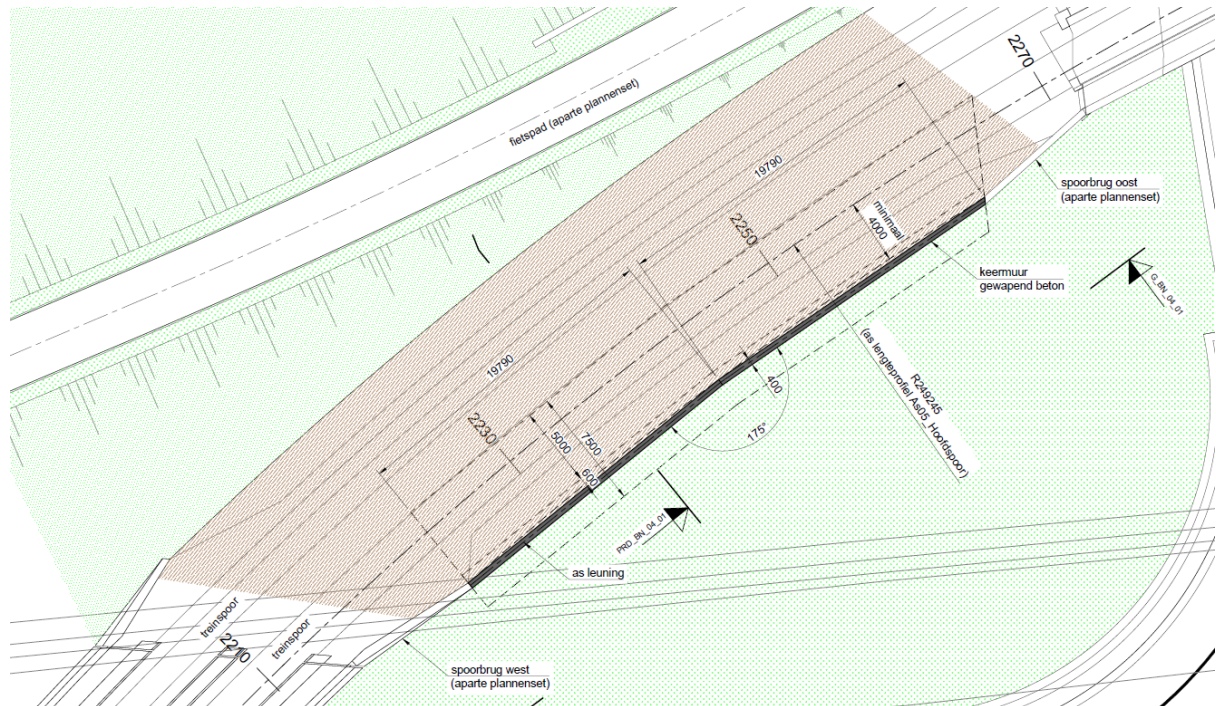 2270
fietspad (aparte plannenset)
19790
spoorbrug oost
(aparte plannenset)
minimaal
4000
2250
keermuur
gewapend beton
G_BN_04_01
R249245
(as lengteprofiel As05_Hoofdspoor)
19790
400
175°
2230
7500
5000
600
PRD_BN_04_01
as leuning
treinspoor
treinspoor
2210
spoorbrug west
(aparte plannenset)